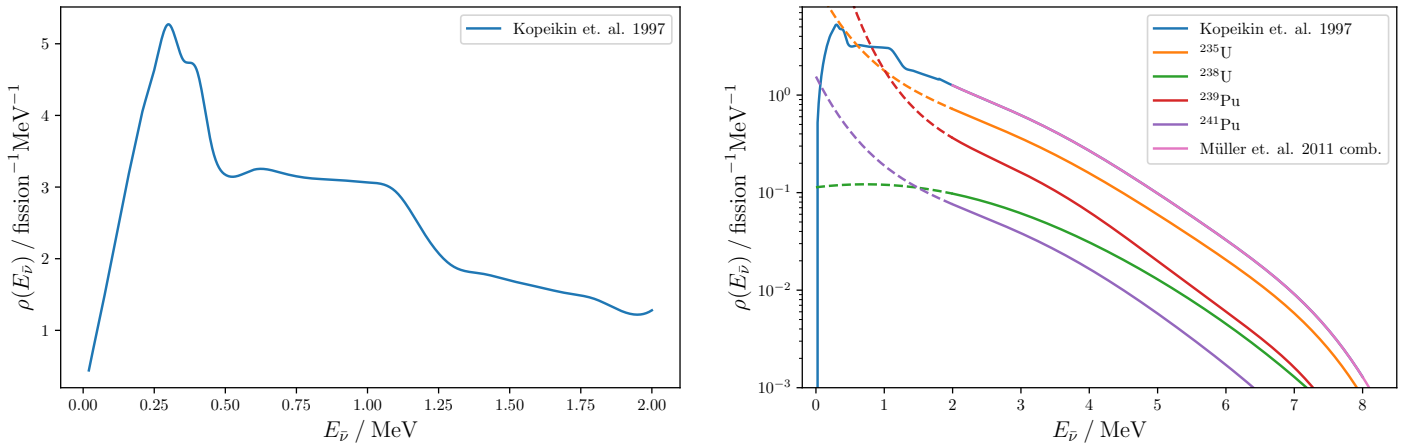 Kopeikin et. al. 1997
5
4
3
2
1
ρ(E_ν̄) / fission⁻¹MeV⁻¹
0.00 0.25 0.50 0.75 1.00 1.25 1.50 1.75 2.00
E_ν̄ / MeV
Kopeikin et. al. 1997
²³⁵U
²³⁸U
²³⁹Pu
²⁴¹Pu
Müller et. al. 2011 comb.
10⁰
10⁻¹
10⁻²
10⁻³
ρ(E_ν̄) / fission⁻¹MeV⁻¹
0 1 2 3 4 5 6 7 8
E_ν̄ / MeV